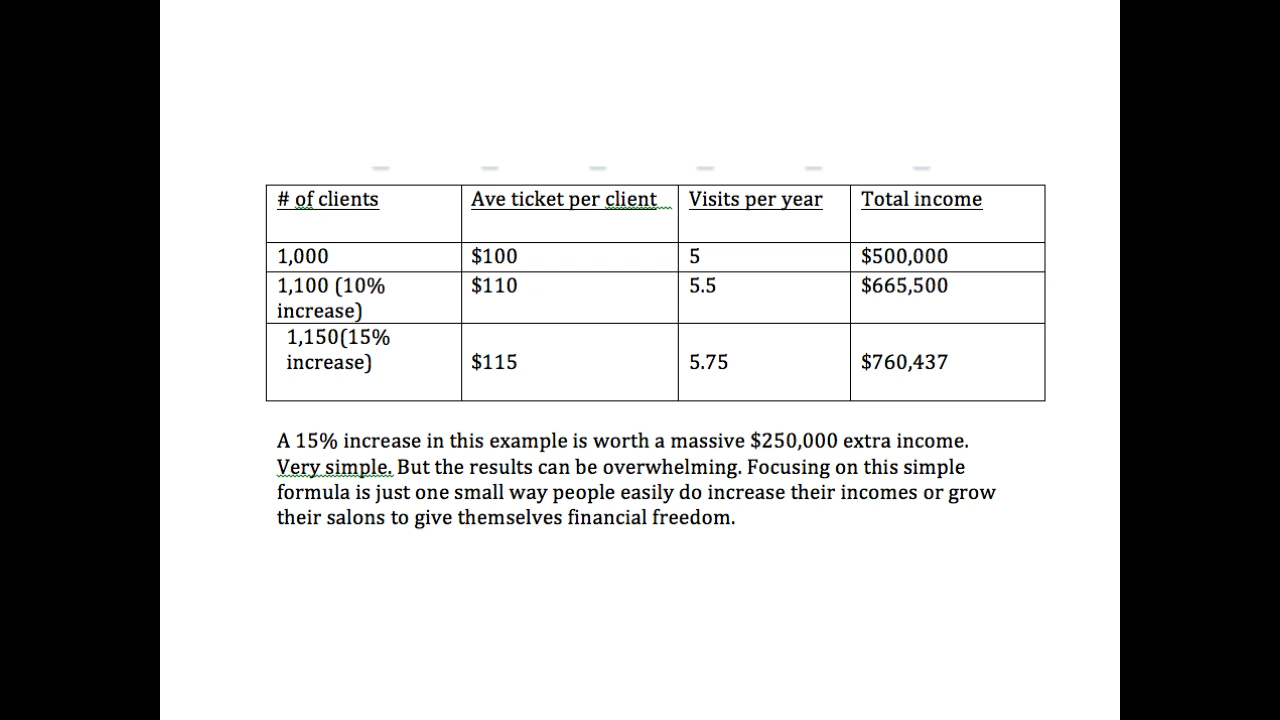 # of clients Ave ticket per client Visits per year Total income
1,000 $100 5 $500,000
1,100 (10% $110 5.5 $665,500
increase)
1,150(15%
increase) $115 5.75 $760,437
A 15% increase in this example is worth a massive $250,000 extra income.
Very simple. But the results can be overwhelming. Focusing on this simple
formula is just one small way people easily do increase their incomes or grow
their salons to give themselves financial freedom.